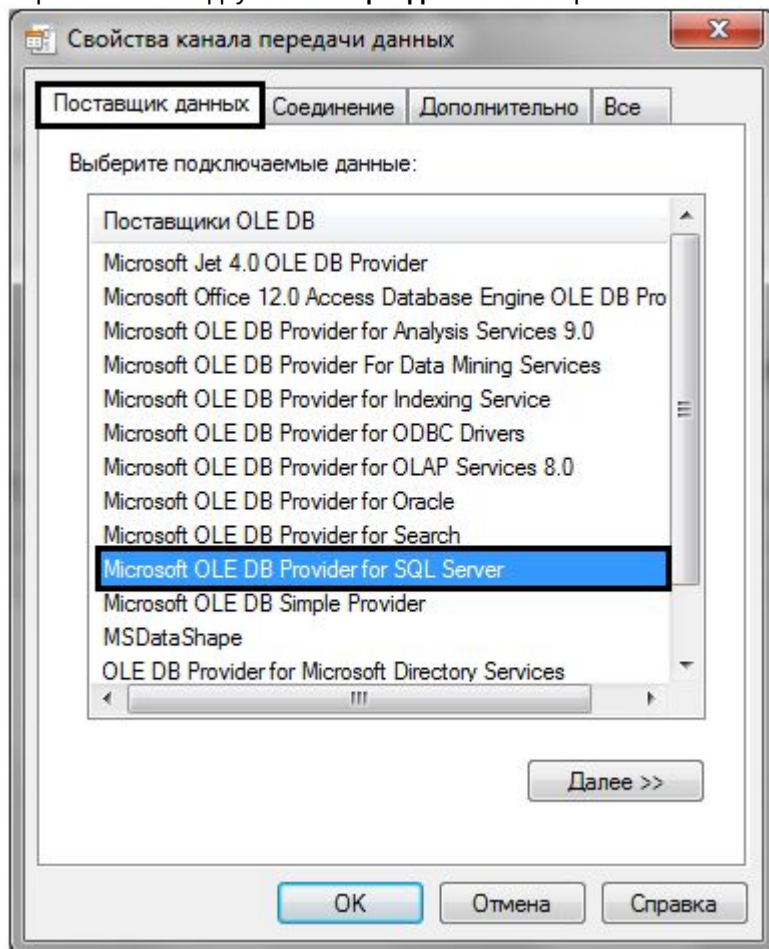 Свойства канала передачи данных
Поставщик данных Соединение Дополнительно Все
Выберите подключаемые данные:
Поставщики OLE DB
Microsoft Jet 4.0 OLE DB Provider
Microsoft Office 12.0 Access Database Engine OLE DB Pro
Microsoft OLE DB Provider for Analysis Services 9.0
Microsoft OLE DB Provider For Data Mining Services
Microsoft OLE DB Provider for Indexing Service
Microsoft OLE DB Provider for ODBC Drivers
Microsoft OLE DB Provider for OLAP Services 8.0
Microsoft OLE DB Provider for Oracle
Microsoft OLE DB Provider for Search
Microsoft OLE DB Provider for SQL Server
Microsoft OLE DB Simple Provider
MSDataShape
OLE DB Provider for Microsoft Directory Services
Далее >>
OK Отмена Справка